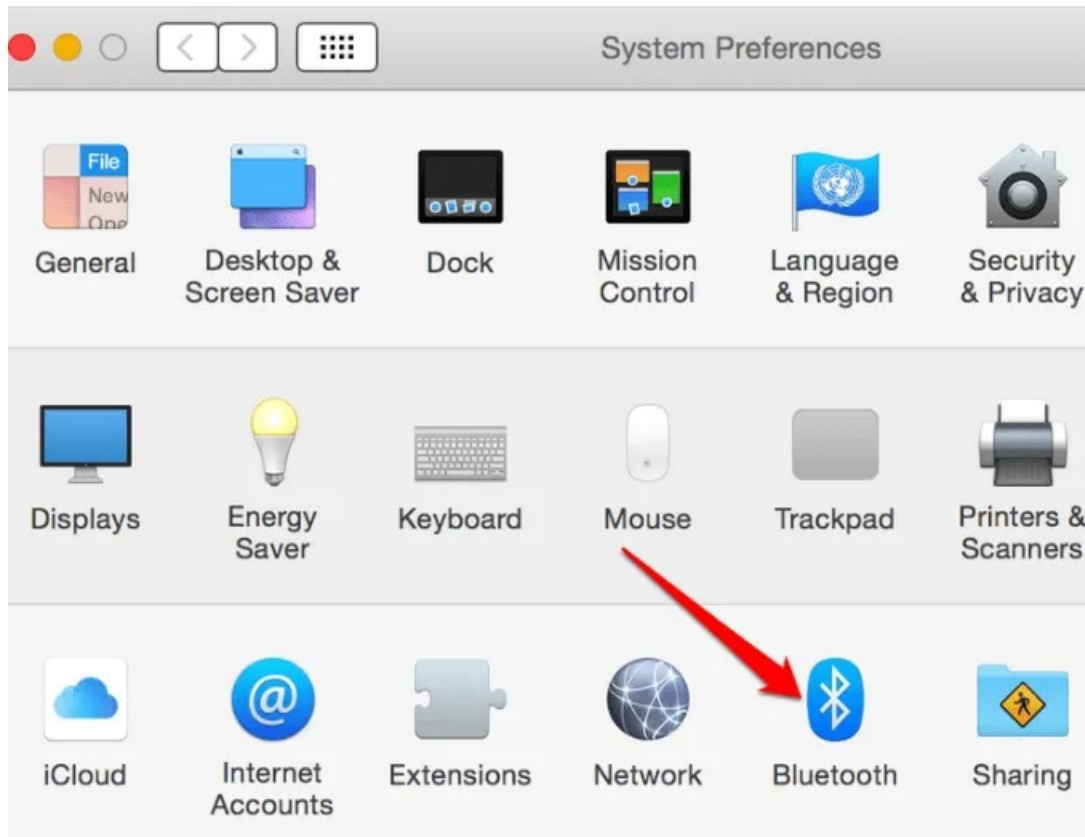 System Preferences
File
New
Ope
General
Desktop &
Screen Saver
Dock
Mission
Control
Language
& Region
Security
& Privacy
Displays
Energy
Saver
Keyboard
Mouse
Trackpad
Printers &
Scanners
@
iCloud
Internet
Accounts
Extensions
Network
Bluetooth
Sharing